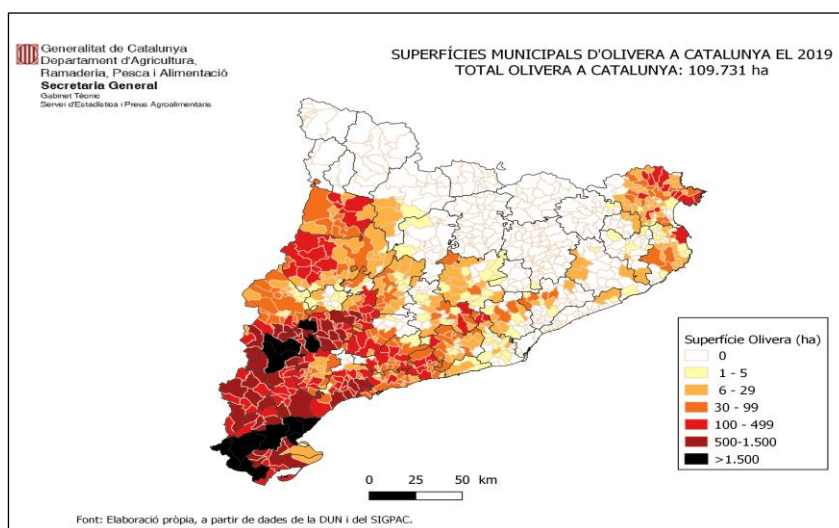 Generalitat de Catalunya
Departament d'Agricultura,
Ramaderia, Pesca i Alimentació
Secretaria General
Gabinet Tècnic
Servei d'Estadística i Preus Agroalimentaris
SUPERFÍCIES MUNICIPALS D'OLIVERA A CATALUNYA EL 2019
TOTAL OLIVERA A CATALUNYA: 109.731 ha
Superfície Olivera (ha)
0
1 - 5
6 - 29
30 - 99
100 - 499
500-1.500
>1.500
0 25 50 km
Font: Elaboració pròpia, a partir de dades de la DUN i del SIGPAC.